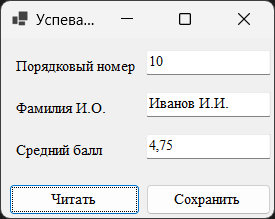 Успева...
Порядковый номер 10
Фамилия И.О. Иванов И.И.
Средний балл 4,75
Читать Сохранить